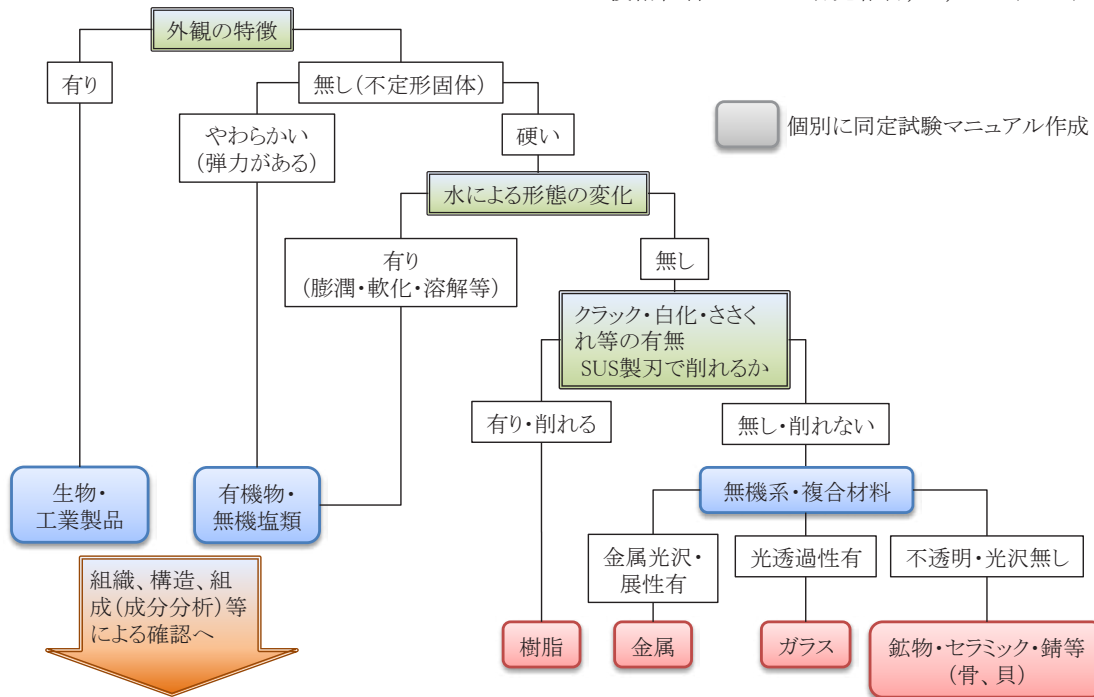 外観の特徴
有り
無し(不定形固体)
やわらかい
(弾力がある)
硬い
個別に同定試験マニュアル作成
水による形態の変化
有り
(膨潤・軟化・溶解等)
無し
クラック・白化・ささく
れ等の有無
SUS製刃で削れるか
有り・削れる
無し・削れない
生物・
工業製品
有機物・
無機塩類
無機系・複合材料
金属光沢・
展性有
光透過性有
不透明・光沢無し
組織、構造、組
成(成分分析)等
による確認へ
樹脂
金属
ガラス
鉱物・セラミック・錆等
(骨、貝)